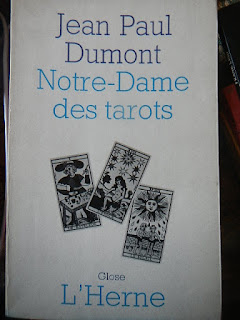 Jean Paul
Dumont
Notre-Dame
des tarots
Glose
L'Herne